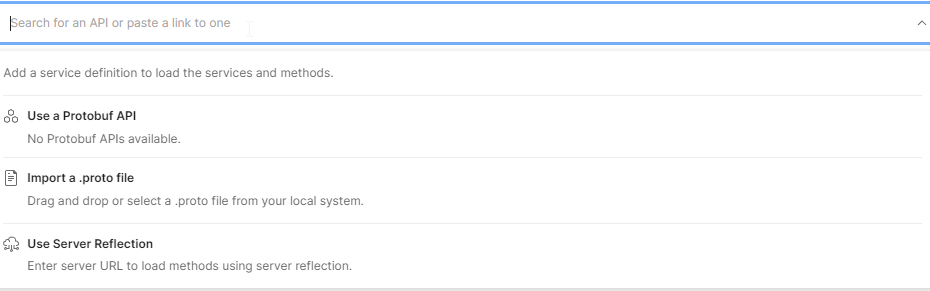 Search for an API or paste a link to one
Add a service definition to load the services and methods.
Use a Protobuf API
No Protobuf APIs available.
Import a .proto file
Drag and drop or select a .proto file from your local system.
Use Server Reflection
Enter server URL to load methods using server reflection.